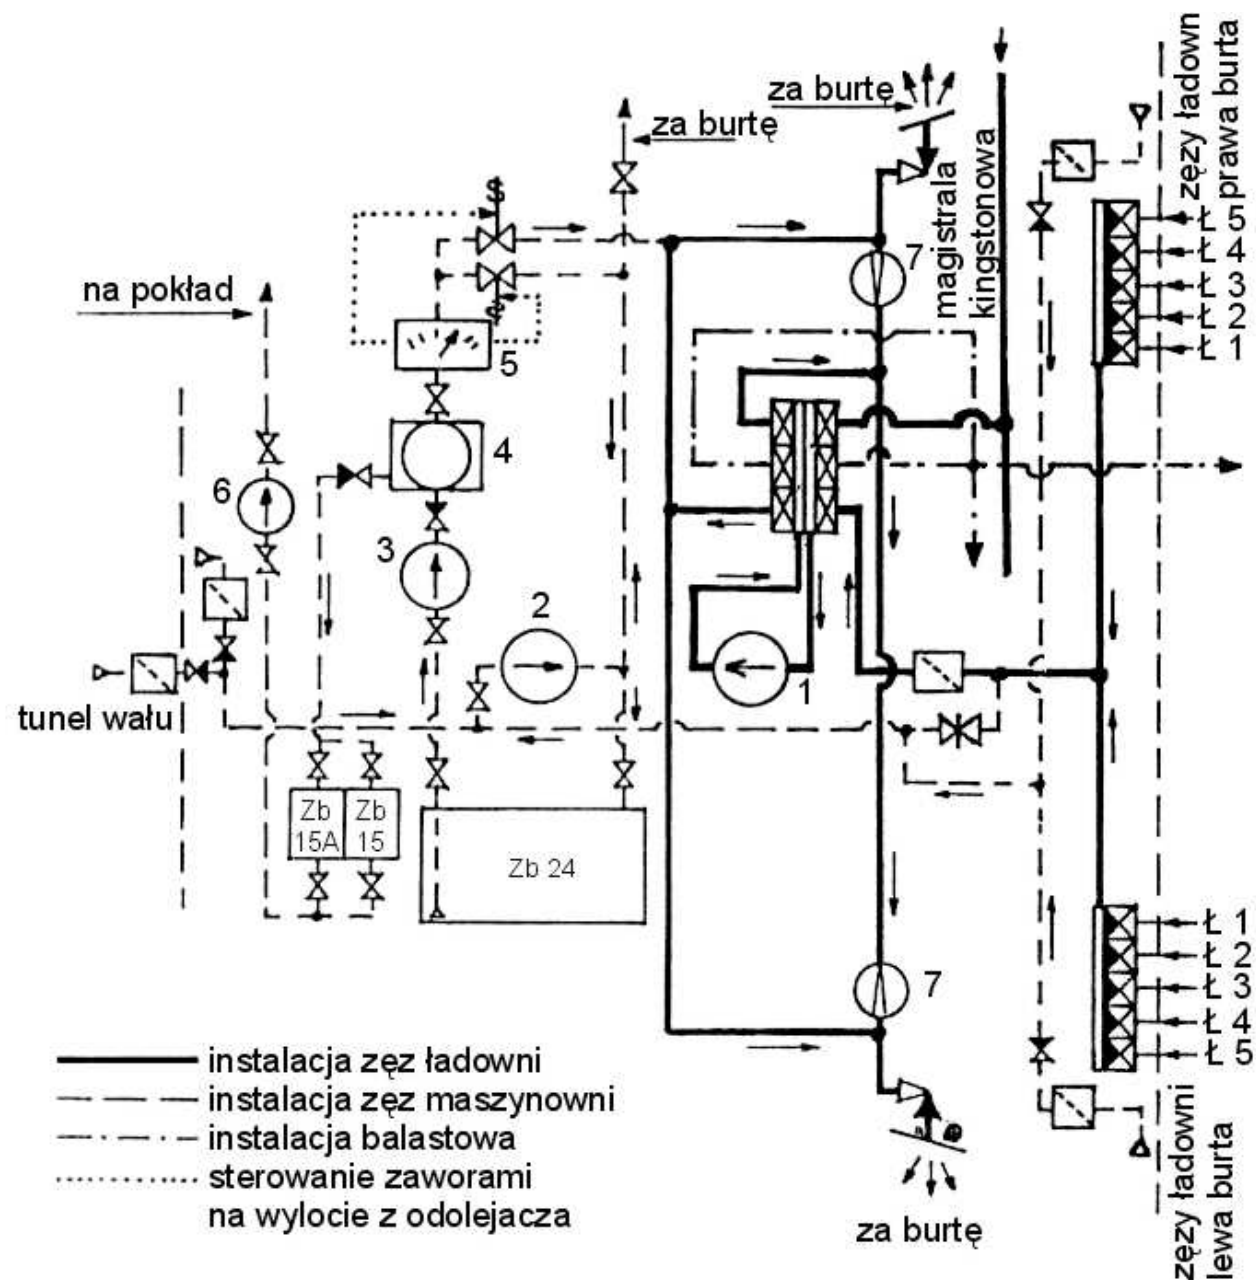 za burtę
za burtę
na pokład
magistrala
kingstonowa
zęzy ładown
prawa burta
Ł 5
Ł 4
Ł 3
Ł 2
Ł 1
7
5
4
6
3
2
1
tunel wału
Zb
15A
Zb
15
Zb 24
7
Ł 1
Ł 2
Ł 3
Ł 4
Ł 5
zęzy ładowni
lewa burta
za burtę
instalacja zęz ładowni
instalacja zęz maszynowni
instalacja balastowa
sterowanie zaworami
na wylocie z odolejacza